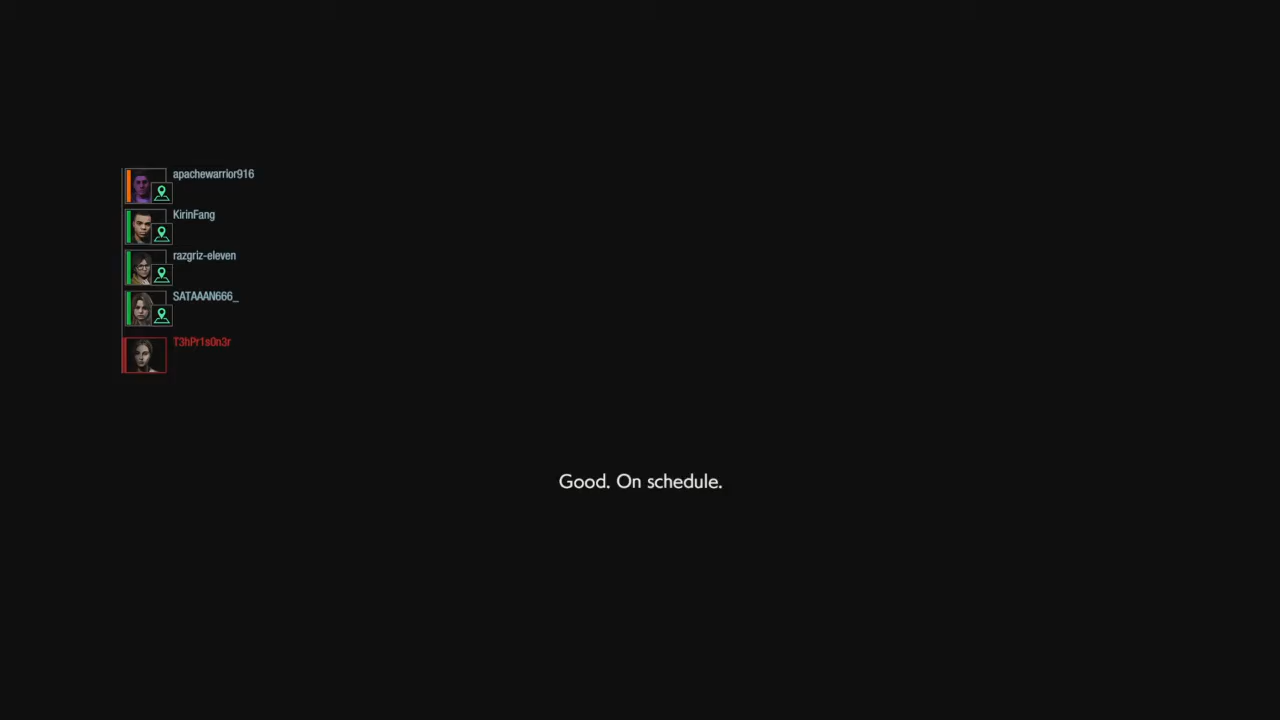 apachewarrior916
KirinFang
razgriz-eleven
SATAAAN666_
T3hPr1s0n3r
Good. On schedule.